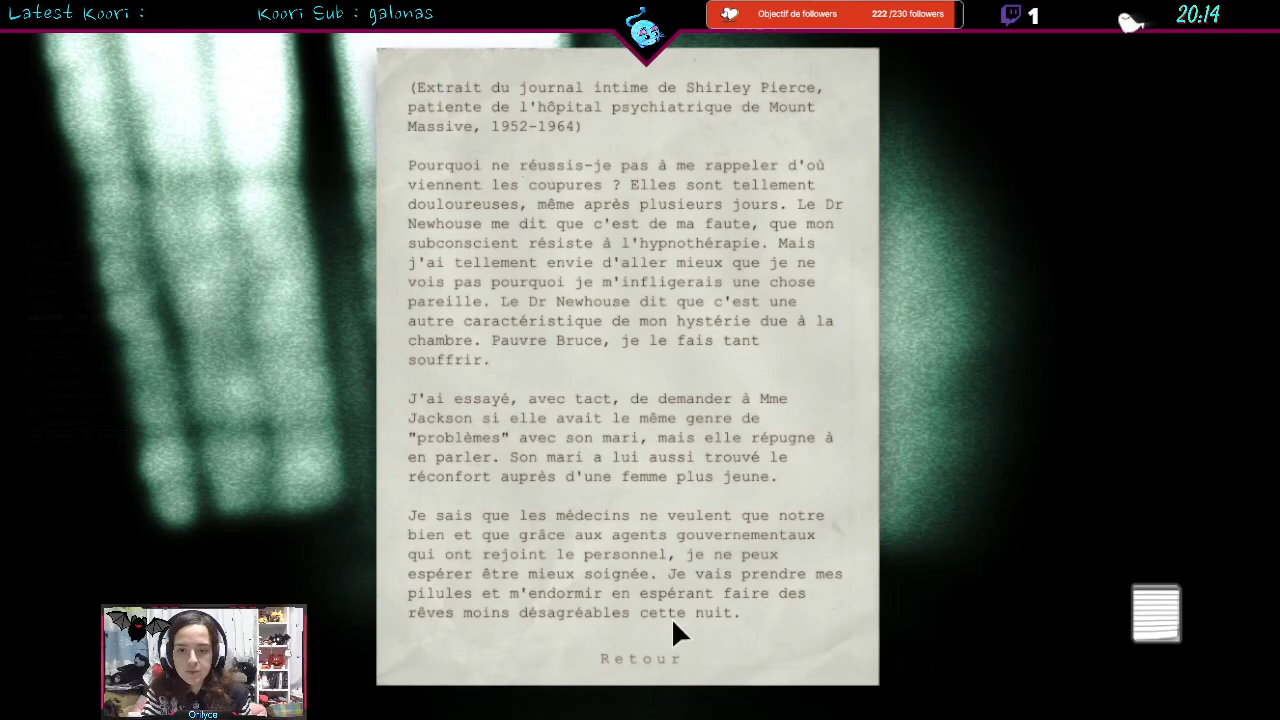 Latest Koori :
Koori Sub : galonas
Objectif de followers
222 /230 followers
1
20:14
(Extrait du journal intime de Shirley Pierce,
patiente de l'hôpital psychiatrique de Mount
Massive, 1952-1964)
Pourquoi ne réussis-je pas à me rappeler d'où
viennent les coupures ? Elles sont tellement
douloureuses, même après plusieurs jours. Le Dr
Newhouse me dit que c'est de ma faute, que mon
subconscient résiste à l'hypnothérapie. Mais
j'ai tellement envie d'aller mieux que je ne
vois pas pourquoi je m'infligerais une chose
pareille. Le Dr Newhouse dit que c'est une
autre caractéristique de mon hystérie due à la
chambre. Pauvre Bruce, je le fais tant
souffrir.
J'ai essayé, avec tact, de demander à Mme
Jackson si elle avait le même genre de
"problèmes" avec son mari, mais elle répugne à
en parler. Son mari a lui aussi trouvé le
réconfort auprès d'une femme plus jeune.
Je sais que les médecins ne veulent que notre
bien et que grâce aux agents gouvernementaux
qui ont rejoint le personnel, je ne peux
espérer être mieux soignée. Je vais prendre mes
pilules et m'endormir en espérant faire des
rêves moins désagréables cette nuit.
Retour
Orilyce